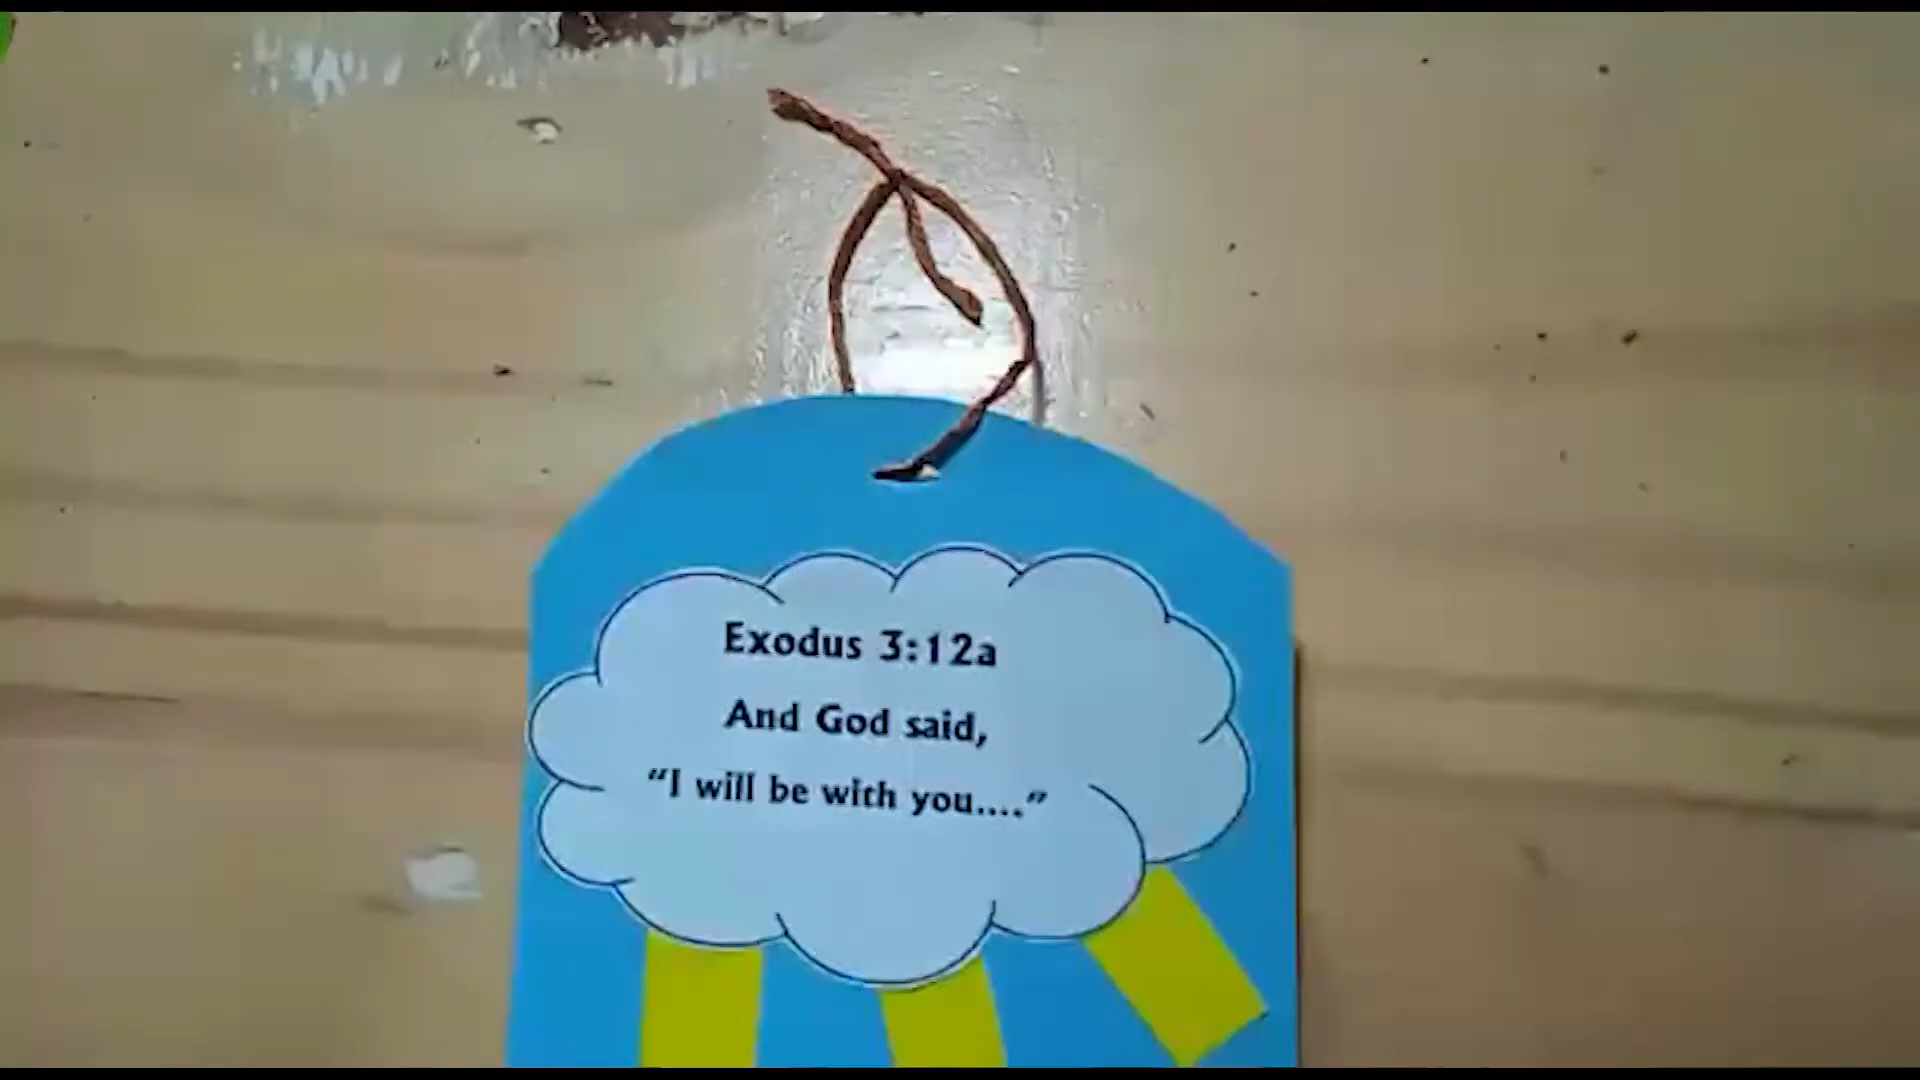 Exodus 3:12a
And God said,
“I will be with you....”